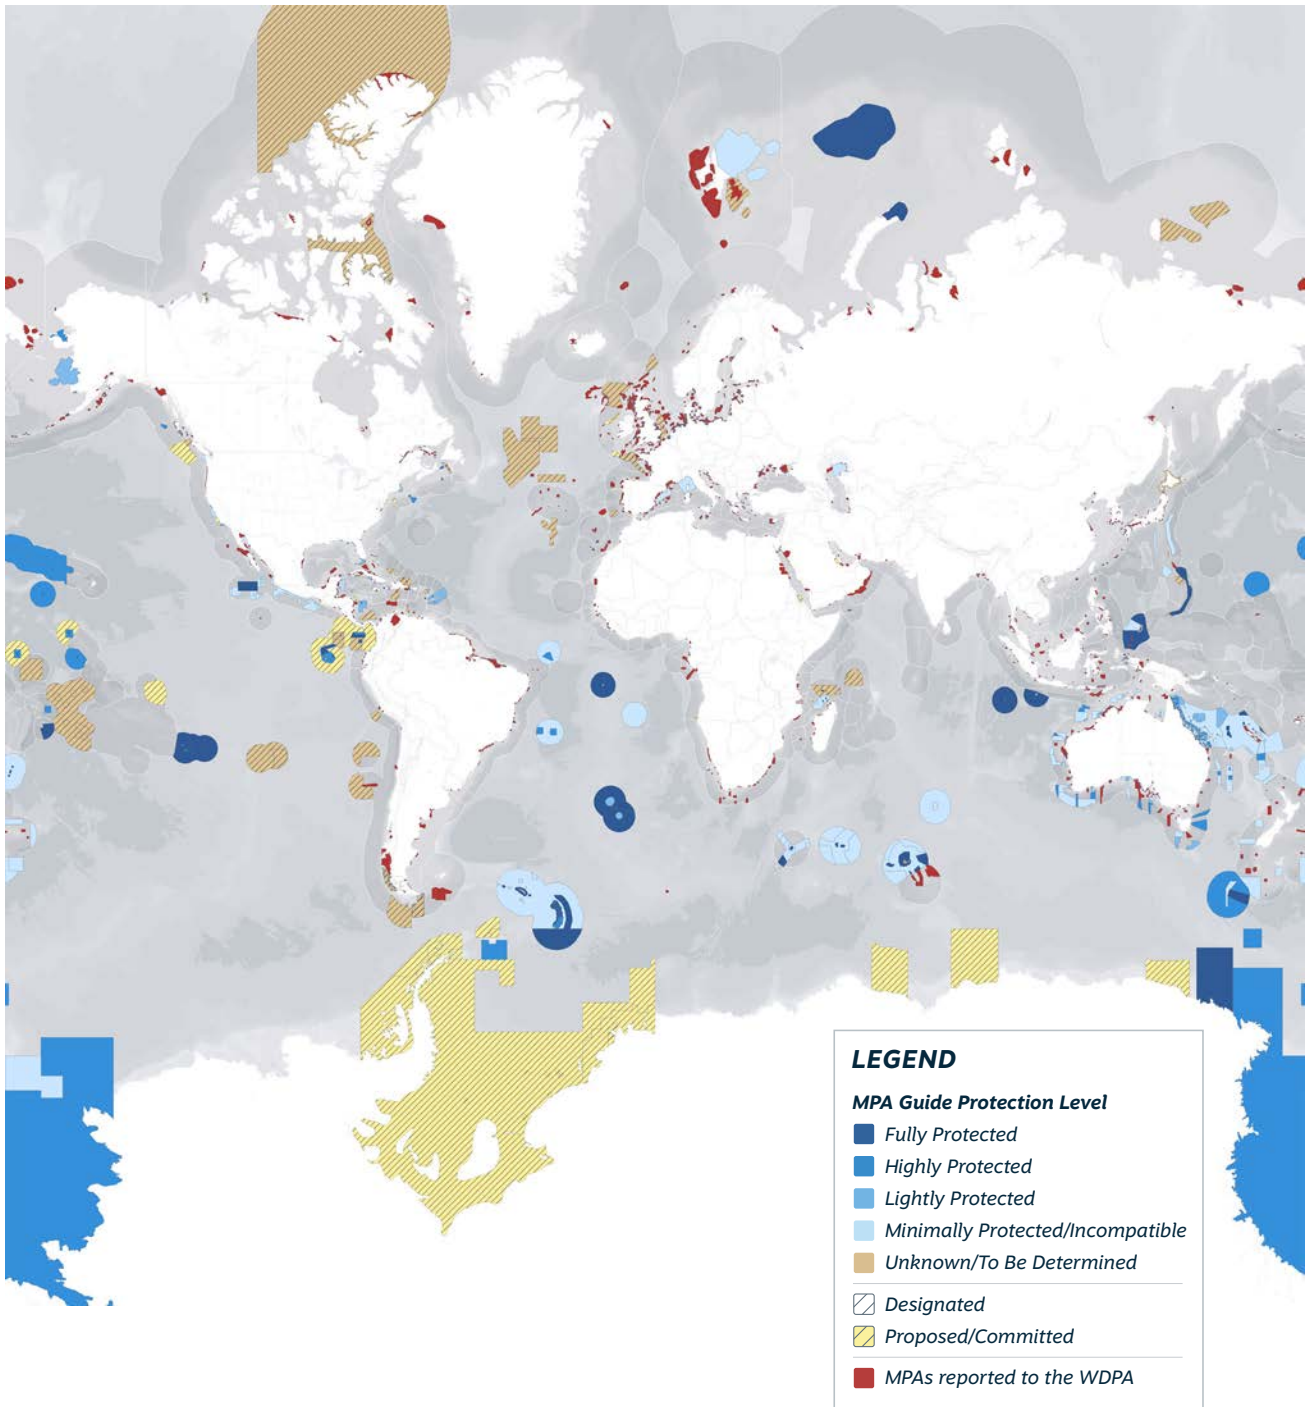 LEGEND
MPA Guide Protection Level
Fully Protected
Highly Protected
Lightly Protected
Minimally Protected/Incompatible
Unknown/To Be Determined
Designated
Proposed/Committed
MPAs reported to the WDPA